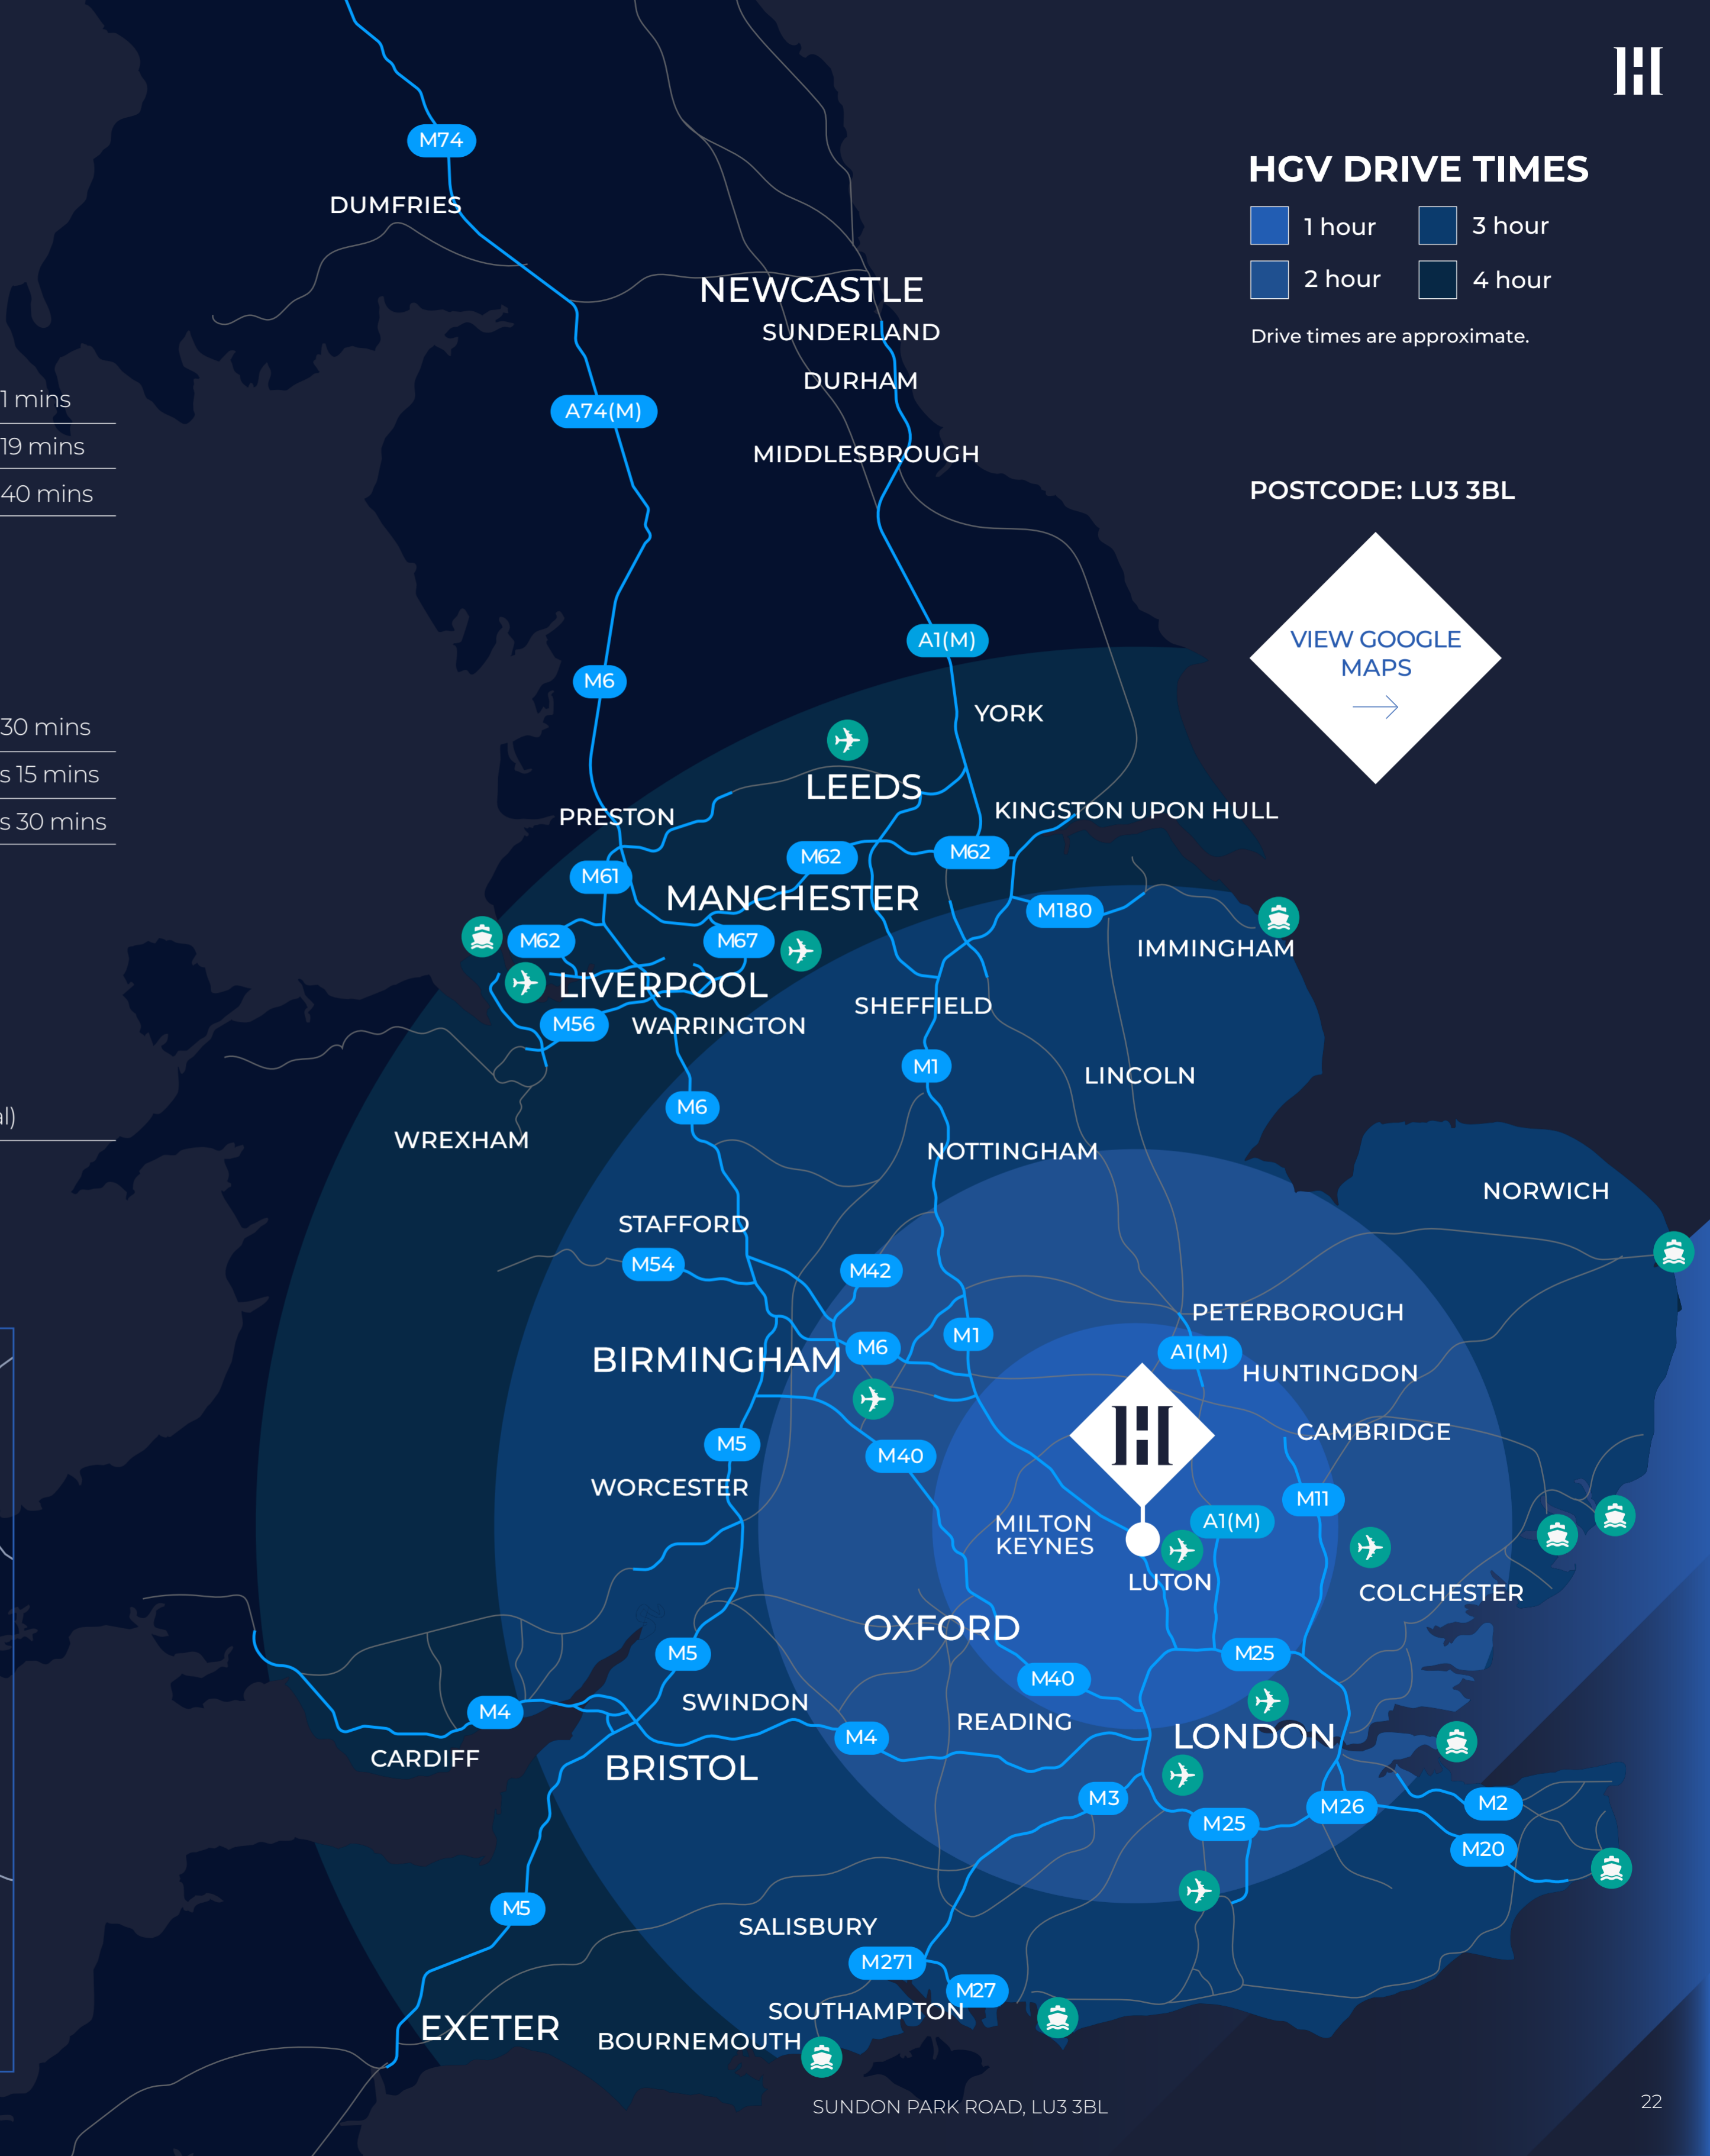 M74
DUMFRIES
HGV DRIVE TIMES
1 hour
3 hour
2 hour
4 hour
Drive times are approximate.
NEWCASTLE
SUNDERLAND
DURHAM
1 mins
A74(M)
19 mins
MIDDLESBROUGH
40 mins
POSTCODE: LU3 3BL
VIEW GOOGLE
MAPS
A1(M)
M6
YORK
30 mins
s 15 mins
LEEDS
KINGSTON UPON HULL
PRESTON
s 30 mins
M62
M62
M61
MANCHESTER
M180
M62
M67
IMMINGHAM
LIVERPOOL
SHEFFIELD
M56
WARRINGTON
M1
LINCOLN
M6
al)
WREXHAM
NOTTINGHAM
NORWICH
STAFFORD
M54
M42
PETERBOROUGH
M1
M6
A1(M)
BIRMINGHAM
HUNTINGDON
CAMBRIDGE
M5
M40
WORCESTER
M11
MILTON
KEYNES
A1(M)
LUTON
COLCHESTER
OXFORD
M5
M25
M40
SWINDON
M4
READING
M4
LONDON
CARDIFF
BRISTOL
M3
M2
M26
M25
M20
M5
SALISBURY
M271
M27
SOUTHAMPTON
EXETER
BOURNEMOUTH
SUNDON PARK ROAD, LU3 3BL
22